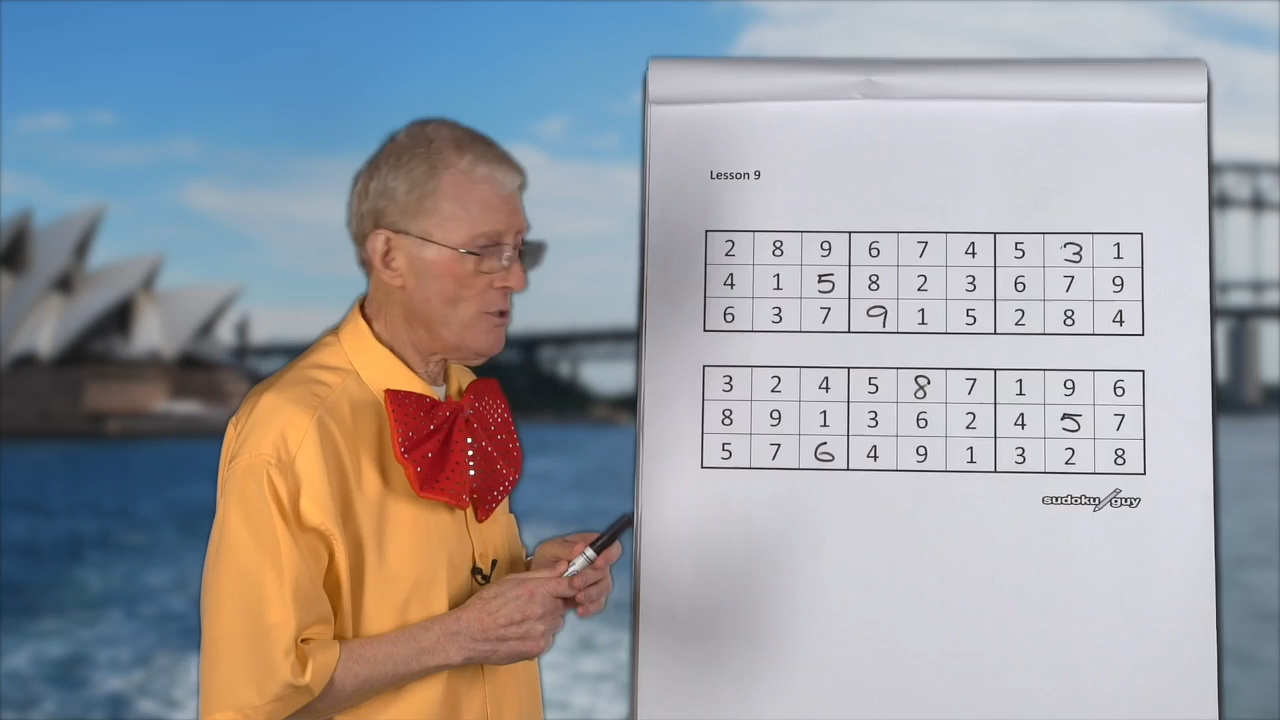 Lesson 9
2 8 9 6 7 4 5 3 1
4 1 5 8 2 3 6 7 9
6 3 7 9 1 5 2 8 4
3 2 4 5 8 7 1 9 6
8 9 1 3 6 2 4 5 7
5 7 6 4 9 1 3 2 8
sudoku guy